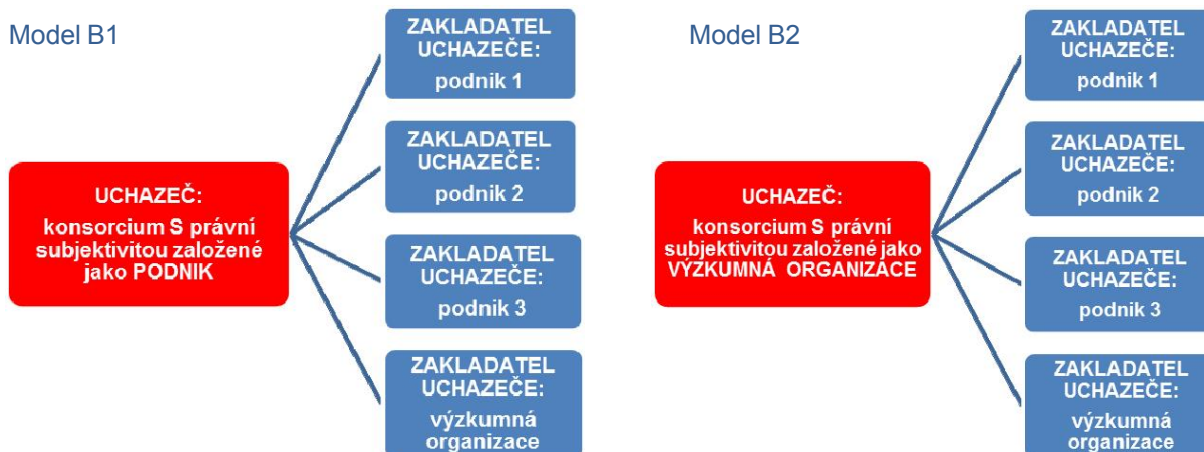 Model B1
UCHAZEČ:
konsorcium S právní
subjektivitou založené
jako PODNIK
ZAKLADATEL
UCHAZEČE:
podnik 1
ZAKLADATEL
UCHAZEČE:
podnik 2
ZAKLADATEL
UCHAZEČE:
podnik 3
ZAKLADATEL
UCHAZEČE:
výzkumná
organizace
Model B2
UCHAZEČ:
konsorcium S právní
subjektivitou založené jako
VÝZKUMNÁ ORGANIZACE
ZAKLADATEL
UCHAZEČE:
podnik 1
ZAKLADATEL
UCHAZEČE:
podnik 2
ZAKLADATEL
UCHAZEČE:
podnik 3
ZAKLADATEL
UCHAZEČE:
výzkumná
organizace